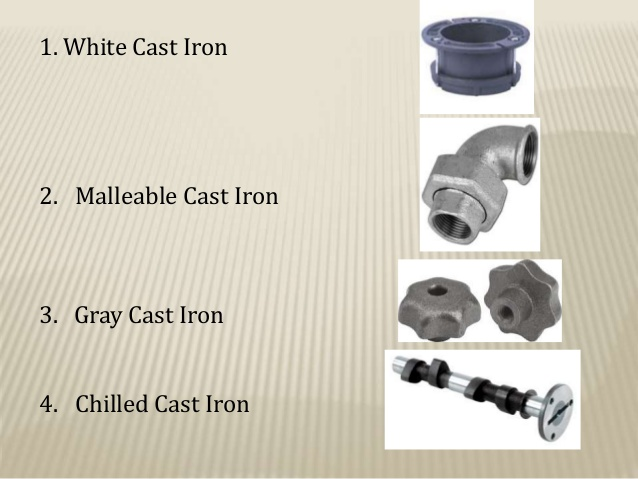 1. White Cast Iron
2. Malleable Cast Iron
3. Gray Cast Iron
4. Chilled Cast Iron